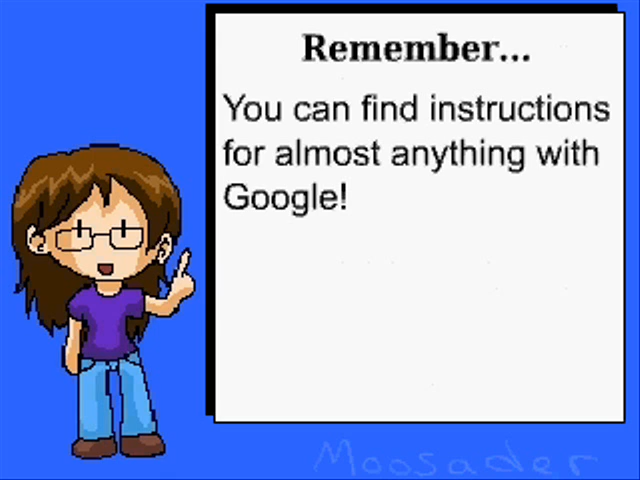 Remember...
You can find instructions
for almost anything with
Google!
Moosader